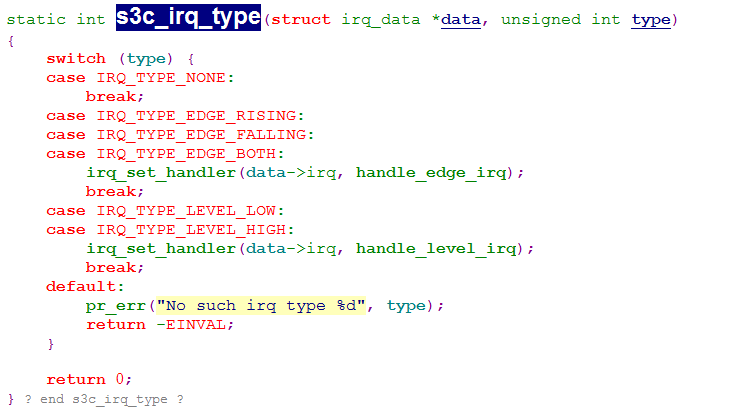 static int s3c_irq_type(struct irq_data *data, unsigned int type)
{
    switch (type) {
    case IRQ_TYPE_NONE:
        break;
    case IRQ_TYPE_EDGE_RISING:
    case IRQ_TYPE_EDGE_FALLING:
    case IRQ_TYPE_EDGE_BOTH:
        irq_set_handler(data->irq, handle_edge_irq);
        break;
    case IRQ_TYPE_LEVEL_LOW:
    case IRQ_TYPE_LEVEL_HIGH:
        irq_set_handler(data->irq, handle_level_irq);
        break;
    default:
        pr_err("No such irq type %d", type);
        return -EINVAL;
    }

    return 0;
} ? end s3c_irq_type ?